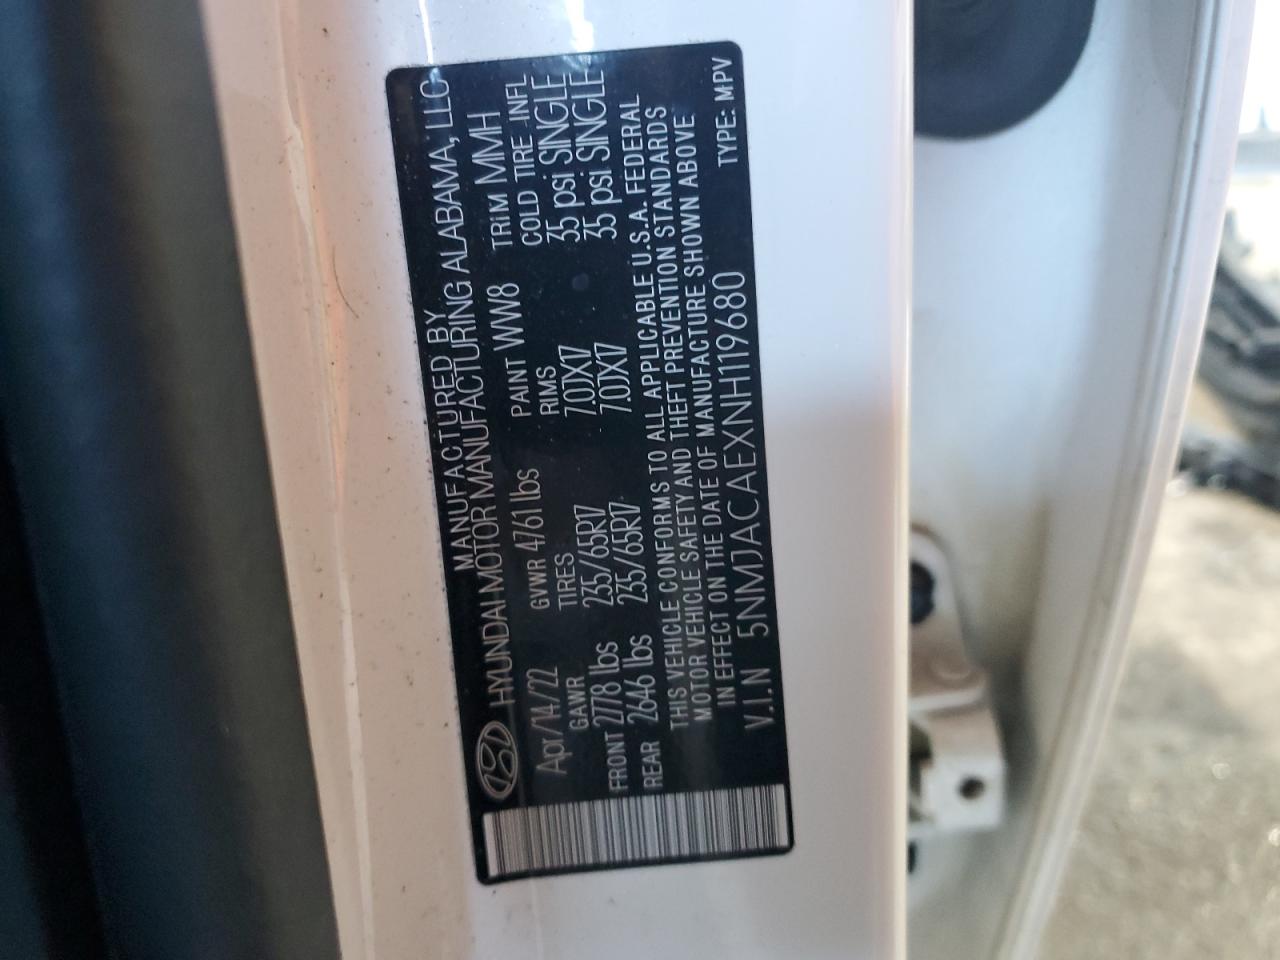 MANUFACTURED BY
HYUNDAI MOTOR MANUFACTURING ALABAMA, LLC
Apr/14/22 GVWR 4761 lbs PAINT WW8 TRIM MMH
GAWR TIRES RIMS COLD TIRE INFL
FRONT 2778 lbs 235/65R17 7.0JX17 35 psi SINGLE
REAR 2646 lbs 235/65R17 7.0JX17 35 psi SINGLE
THIS VEHICLE CONFORMS TO ALL APPLICABLE U.S.A. FEDERAL
MOTOR VEHICLE SAFETY AND THEFT PREVENTION STANDARDS
IN EFFECT ON THE DATE OF MANUFACTURE SHOWN ABOVE
V.I.N 5NMJACAEXNH119680 TYPE: MPV